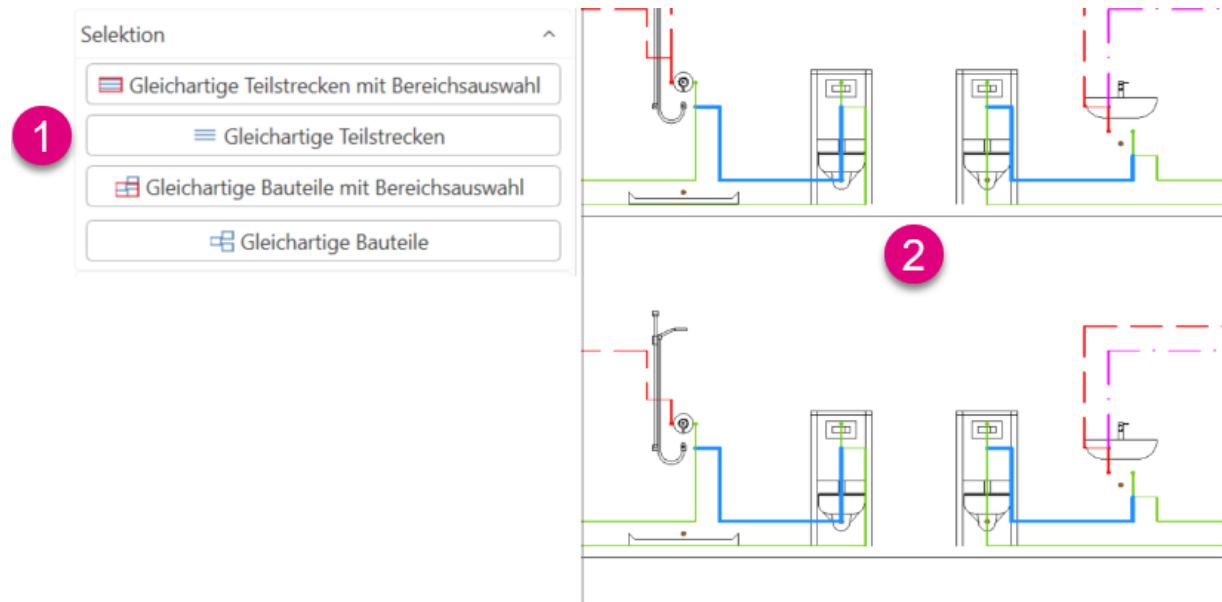 Selektion
Gleichartige Teilstrecken mit Bereichsauswahl
1
Gleichartige Teilstrecken
Gleichartige Bauteile mit Bereichsauswahl
Gleichartige Bauteile
2